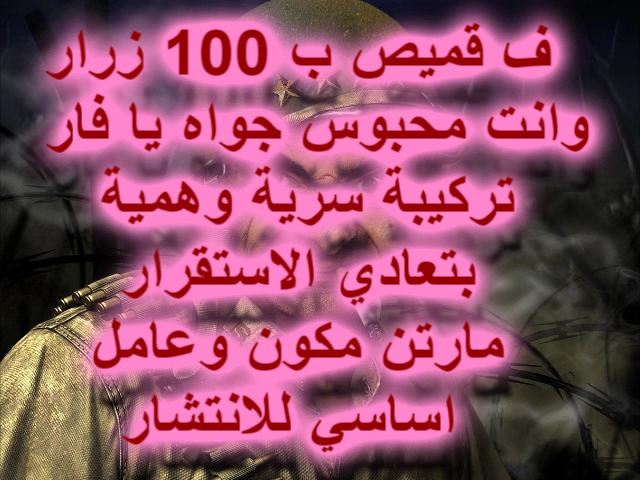 ف قميص ب 100 زرار
وانت محبوس جواه يا فار
تركيبة سرية وهمية
بتعادي الاستقرار
مارتن مكون وعامل
اساسي للانتشار